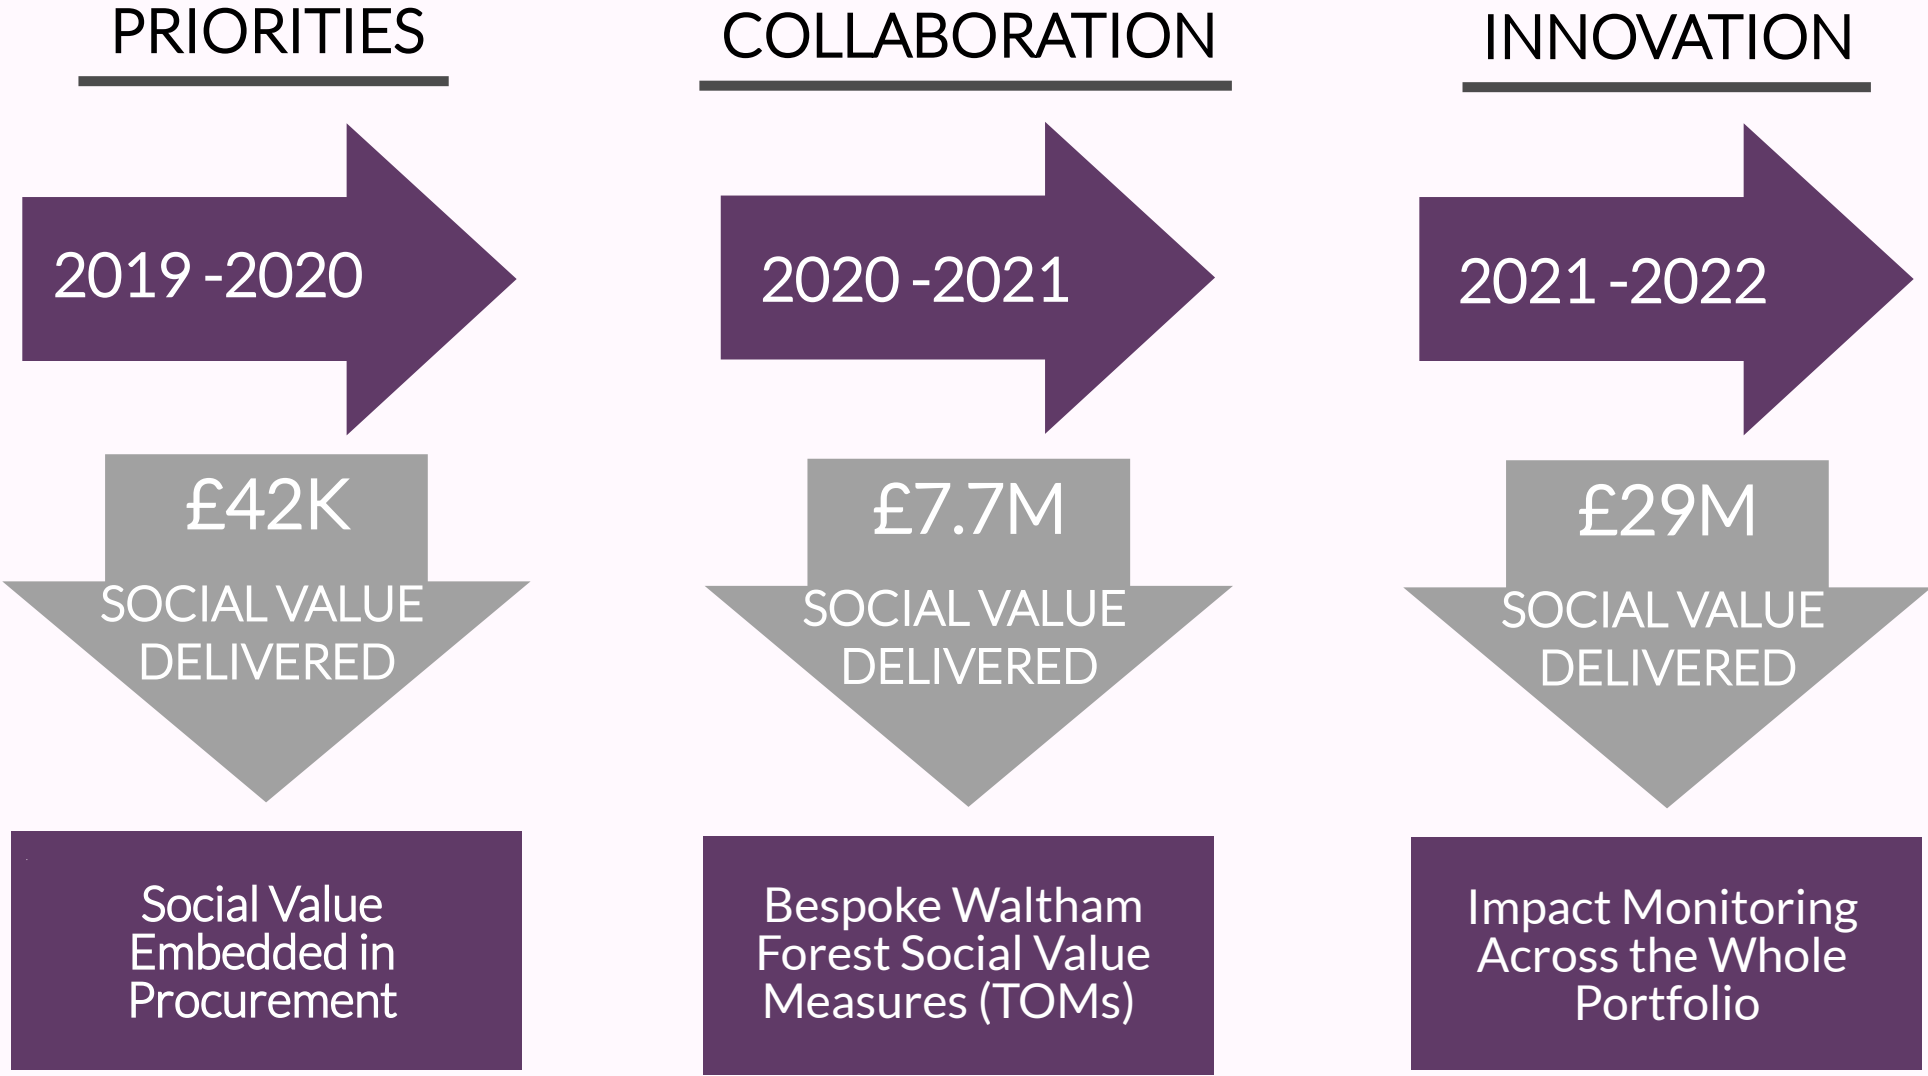 PRIORITIES
2019 -2020
£42K
SOCIAL VALUE
DELIVERED
Social Value
Embedded in
Procurement
COLLABORATION
2020 -2021
£7.7M
SOCIAL VALUE
DELIVERED
Bespoke Waltham
Forest Social Value
Measures (TOMs)
INNOVATION
2021 -2022
£29M
SOCIAL VALUE
DELIVERED
Impact Monitoring
Across the Whole
Portfolio